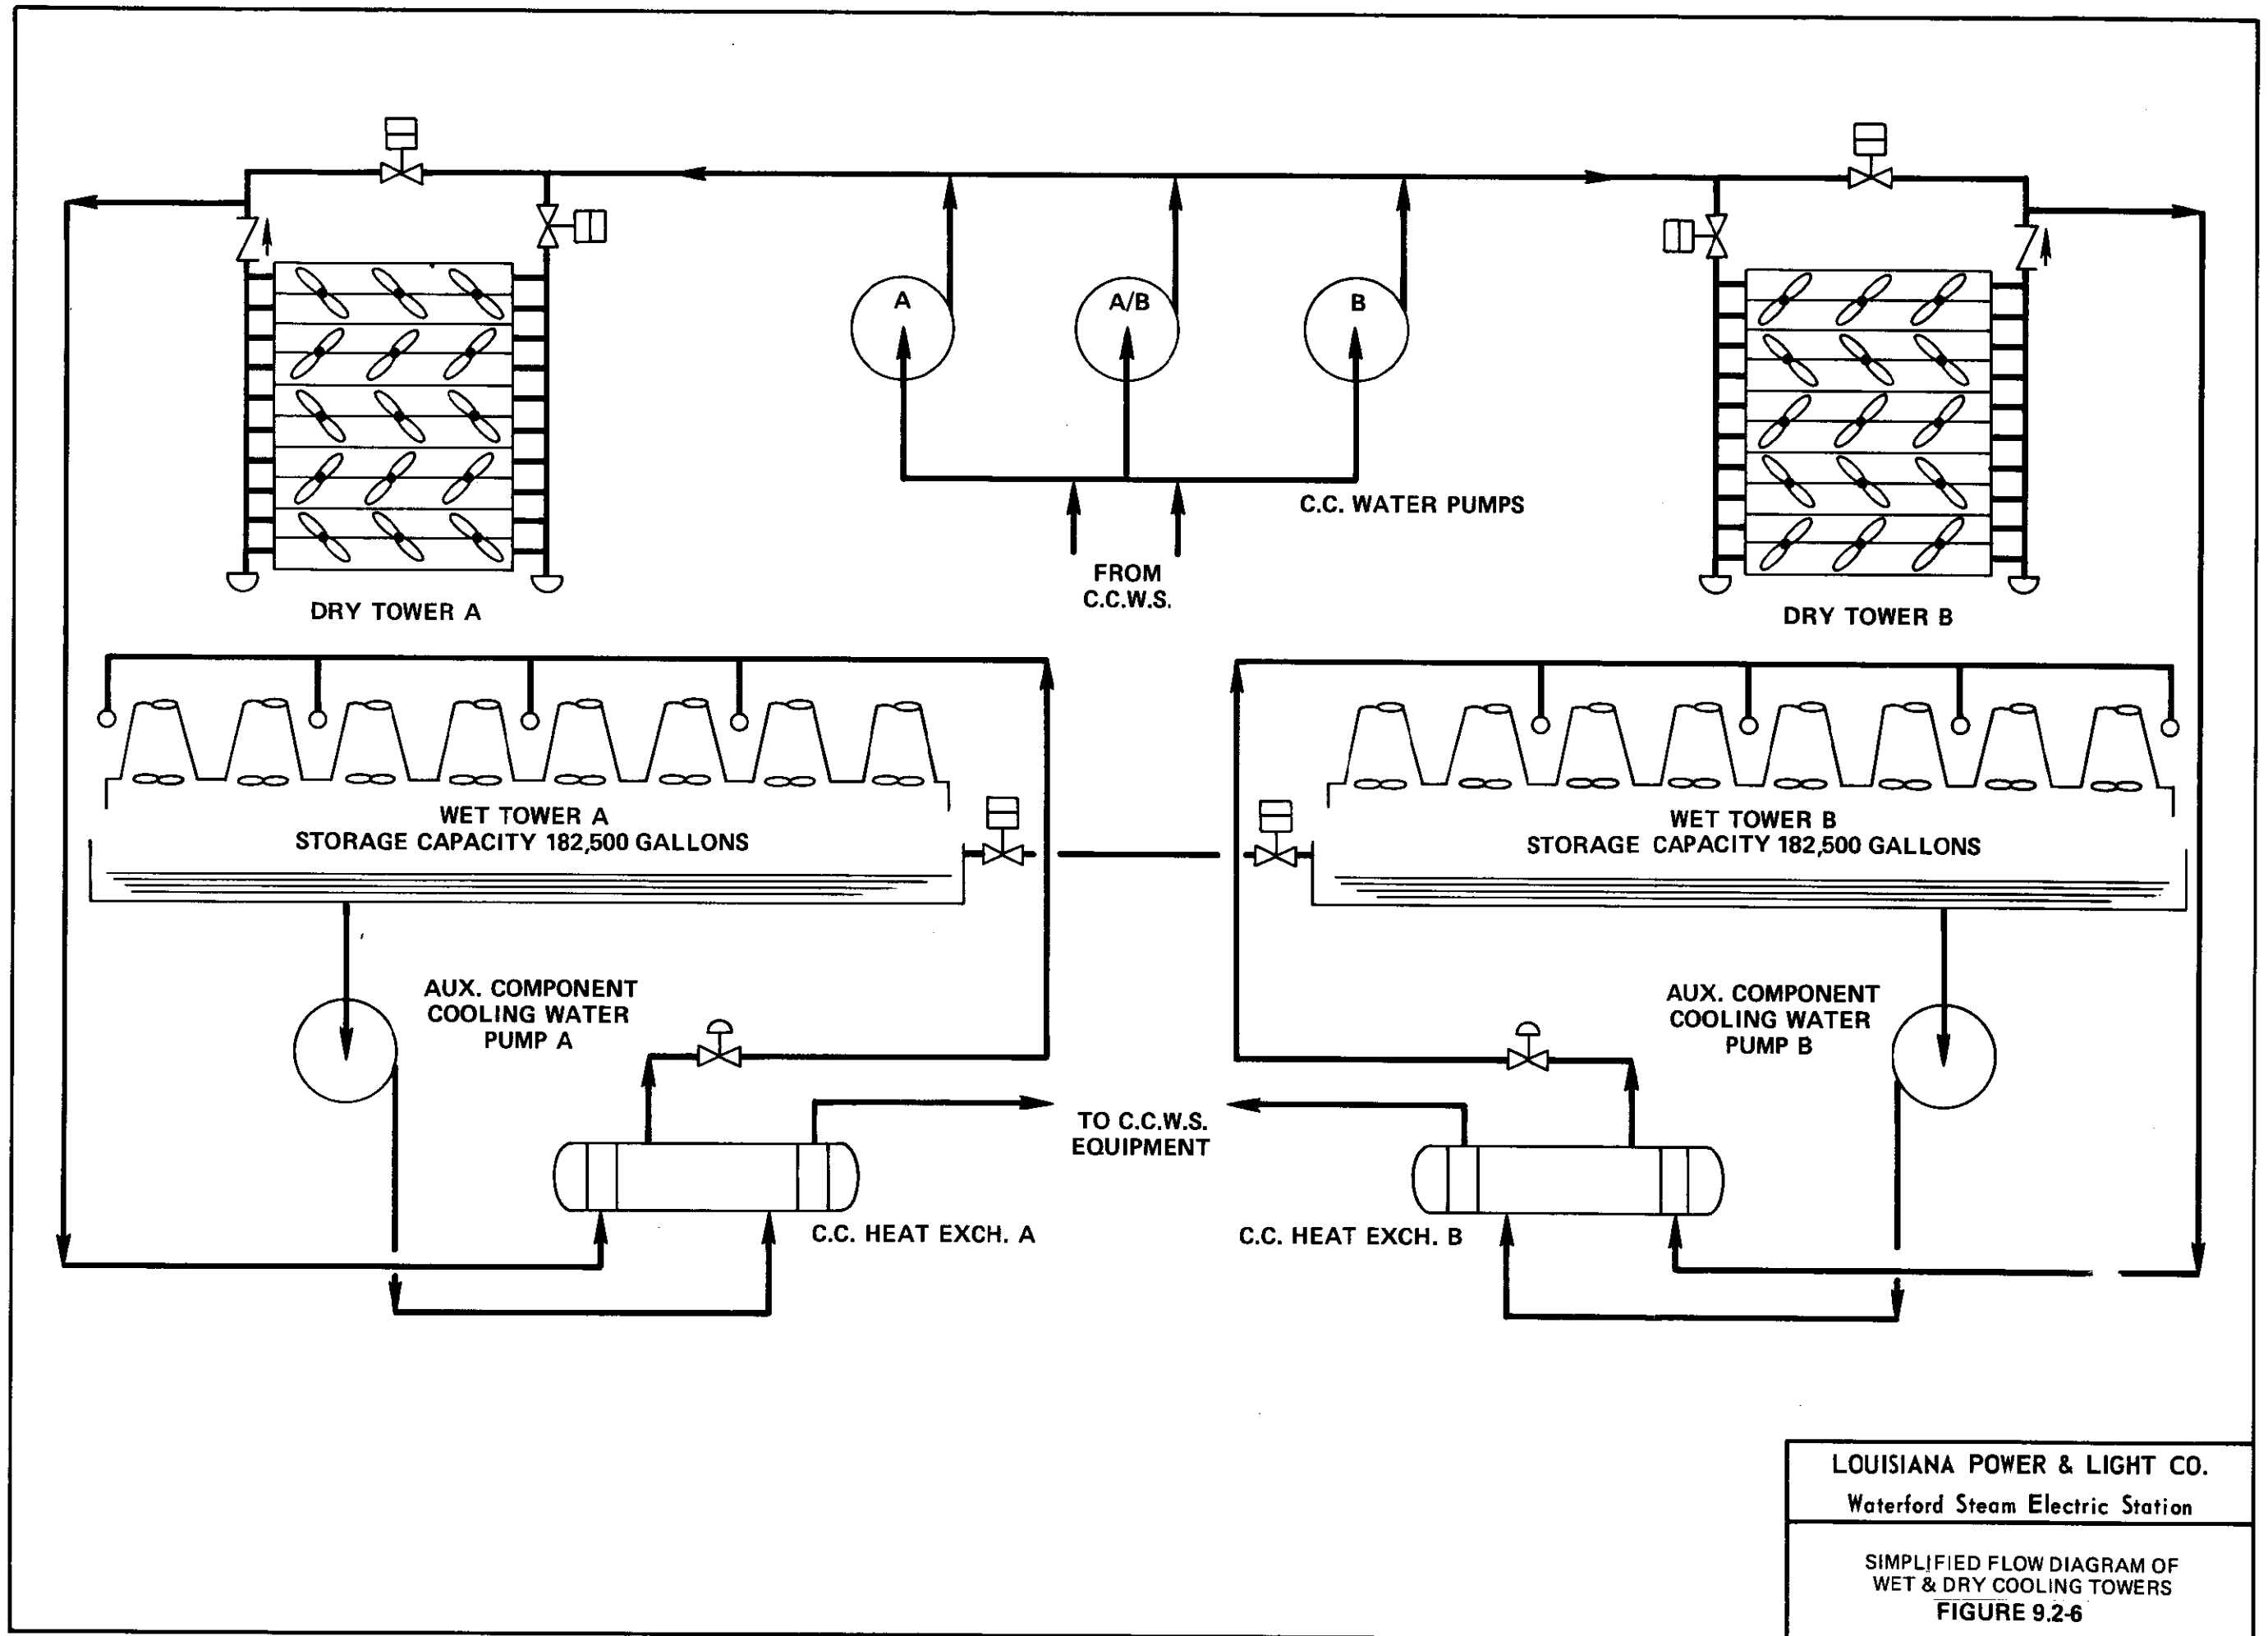 A
A/B
B
C.C. WATER PUMPS
FROM
C.C.W.S.
DRY TOWER A
DRY TOWER B
WET TOWER A
STORAGE CAPACITY 182,500 GALLONS
WET TOWER B
STORAGE CAPACITY 182,500 GALLONS
AUX. COMPONENT
COOLING WATER
PUMP A
AUX. COMPONENT
COOLING WATER
PUMP B
TO C.C.W.S.
EQUIPMENT
C.C. HEAT EXCH. A
C.C. HEAT EXCH. B
LOUISIANA POWER & LIGHT CO.
Waterford Steam Electric Station
SIMPLIFIED FLOW DIAGRAM OF
WET & DRY COOLING TOWERS
FIGURE 9.2-6